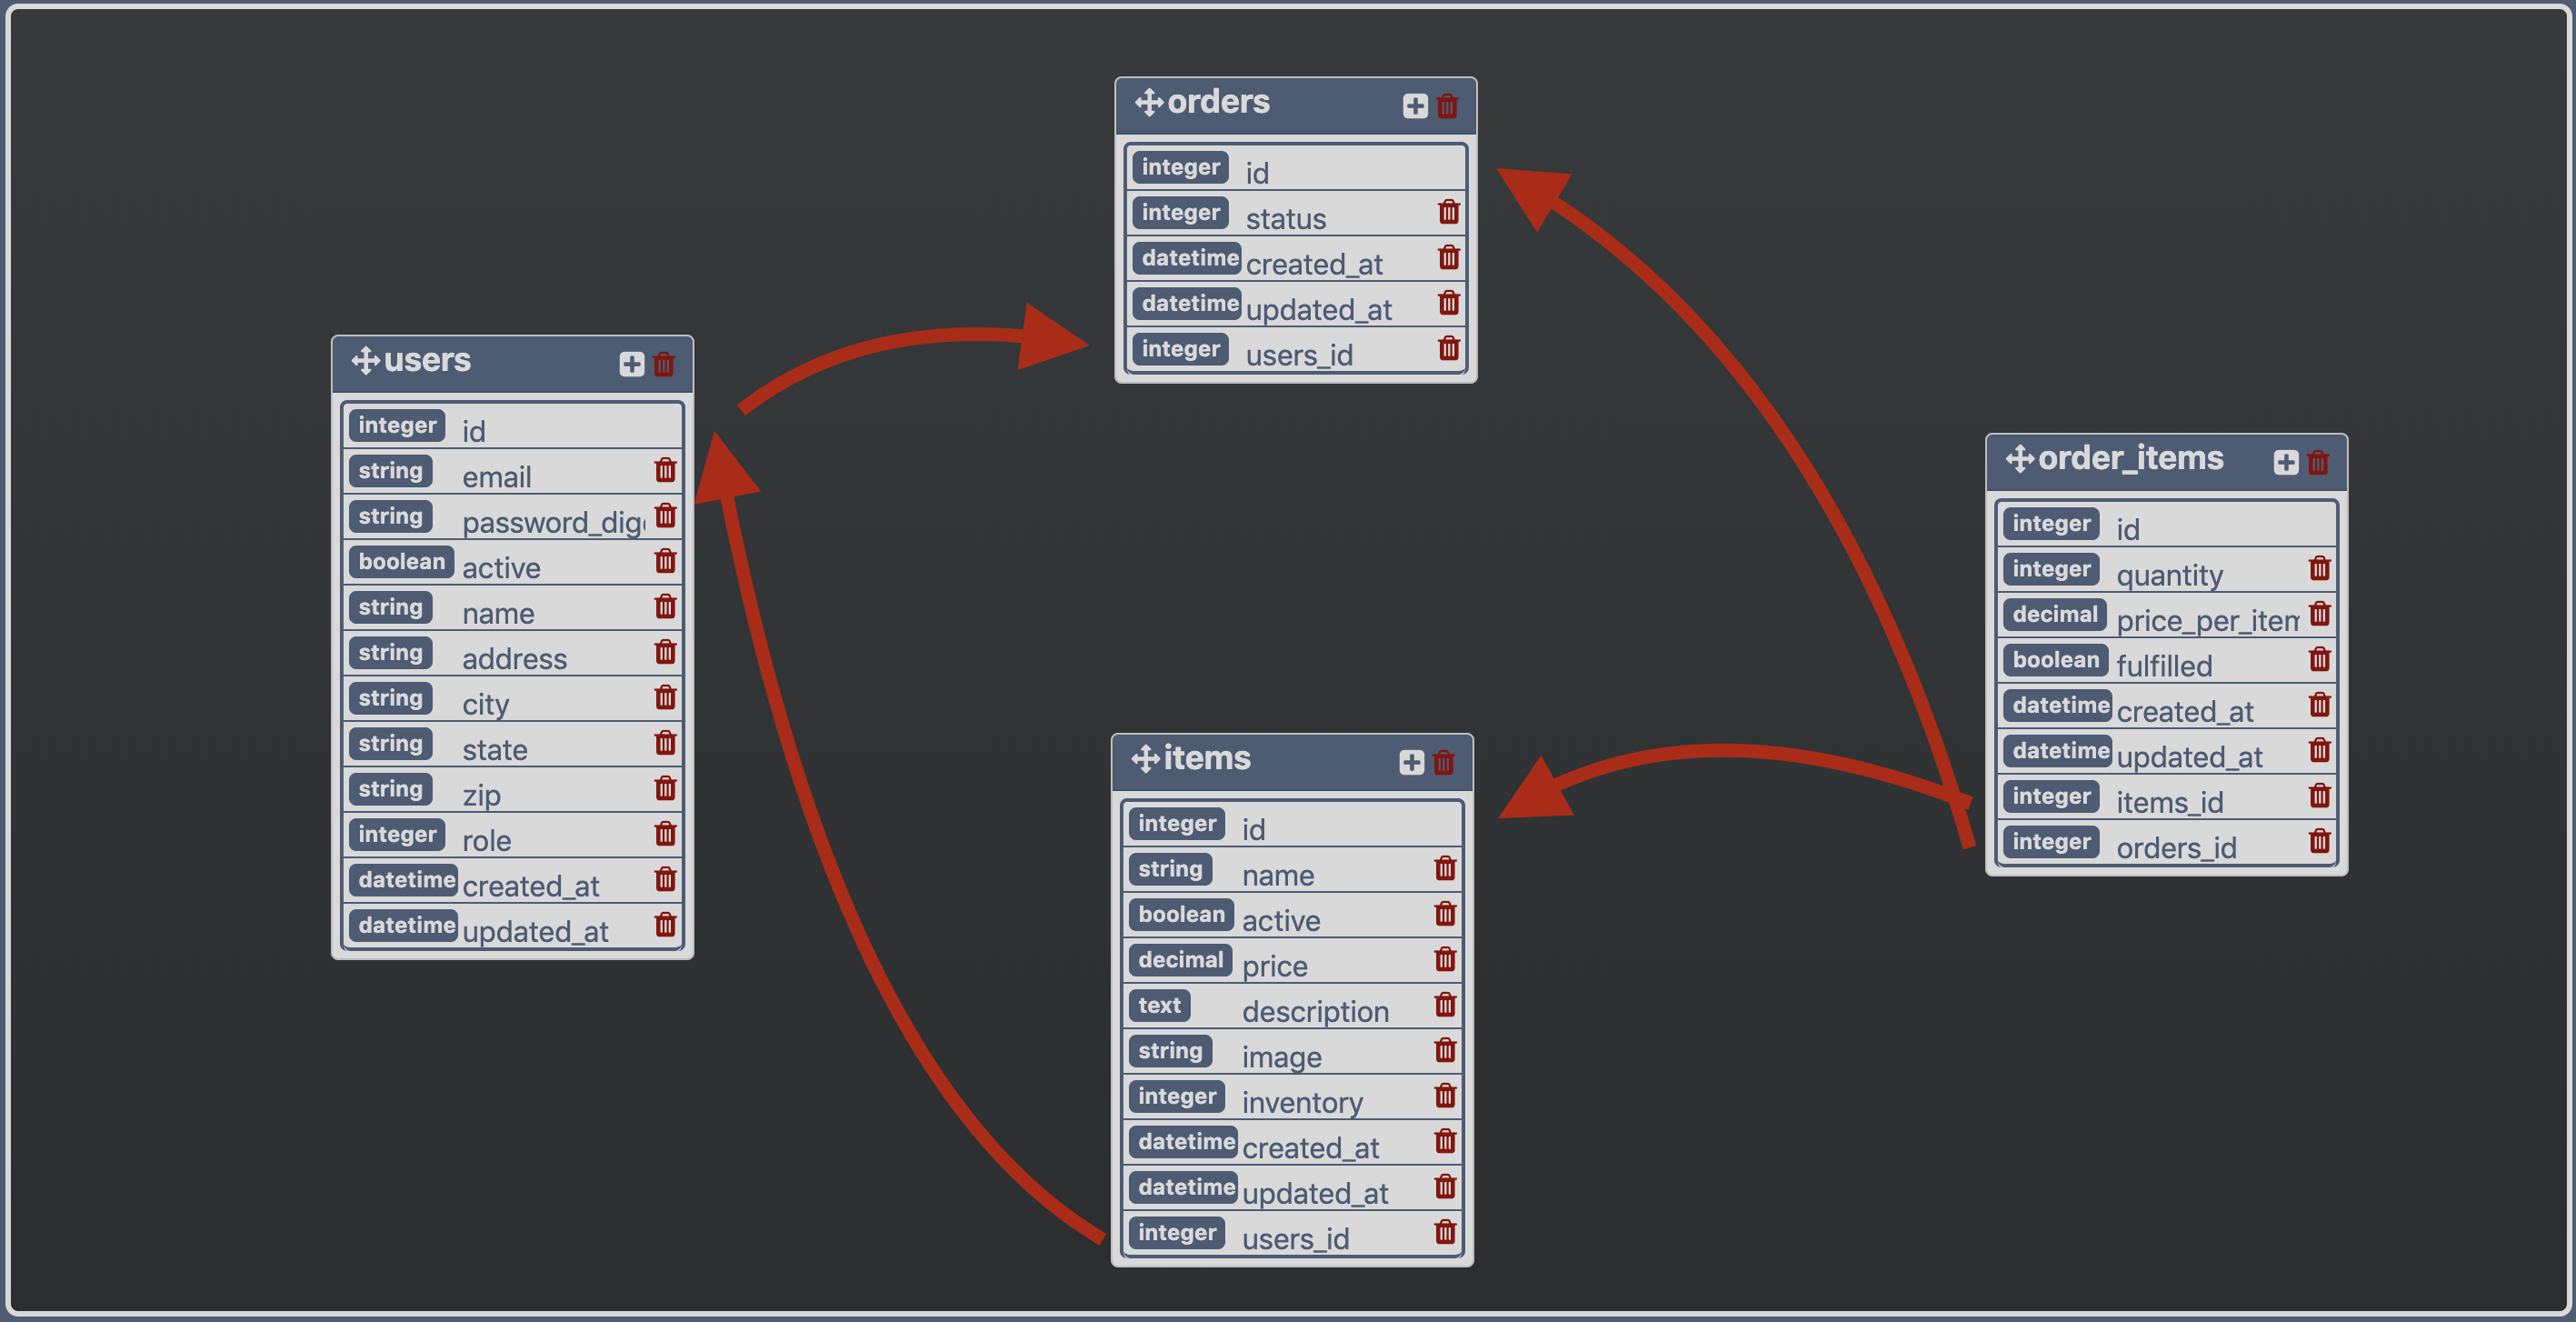 orders
integer id
integer status
datetime created_at
datetime updated_at
integer users_id
users
integer id
string email
string password_dig
boolean active
string name
string address
string city
string state
string zip
integer role
datetime created_at
datetime updated_at
order_items
integer id
integer quantity
decimal price_per_item
boolean fulfilled
datetime created_at
datetime updated_at
integer items_id
integer orders_id
items
integer id
string name
boolean active
decimal price
text description
string image
integer inventory
datetime created_at
datetime updated_at
integer users_id